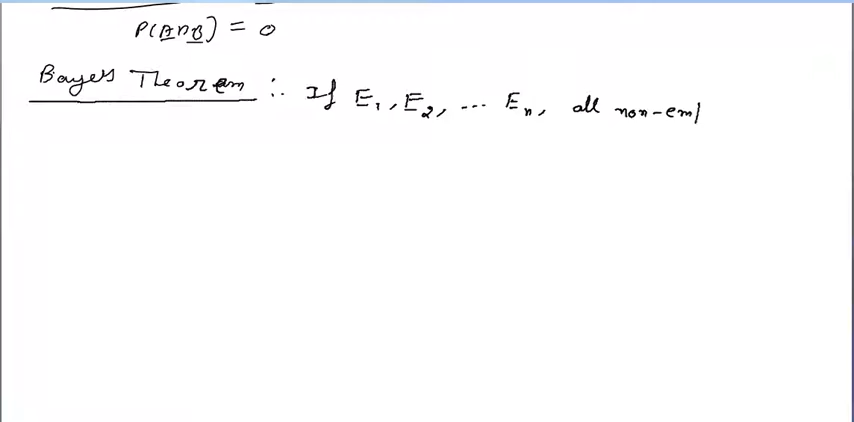 P(A∩B) = 0
Bayes Theorem :- If E₁, E₂, ... Eₙ, all non-em